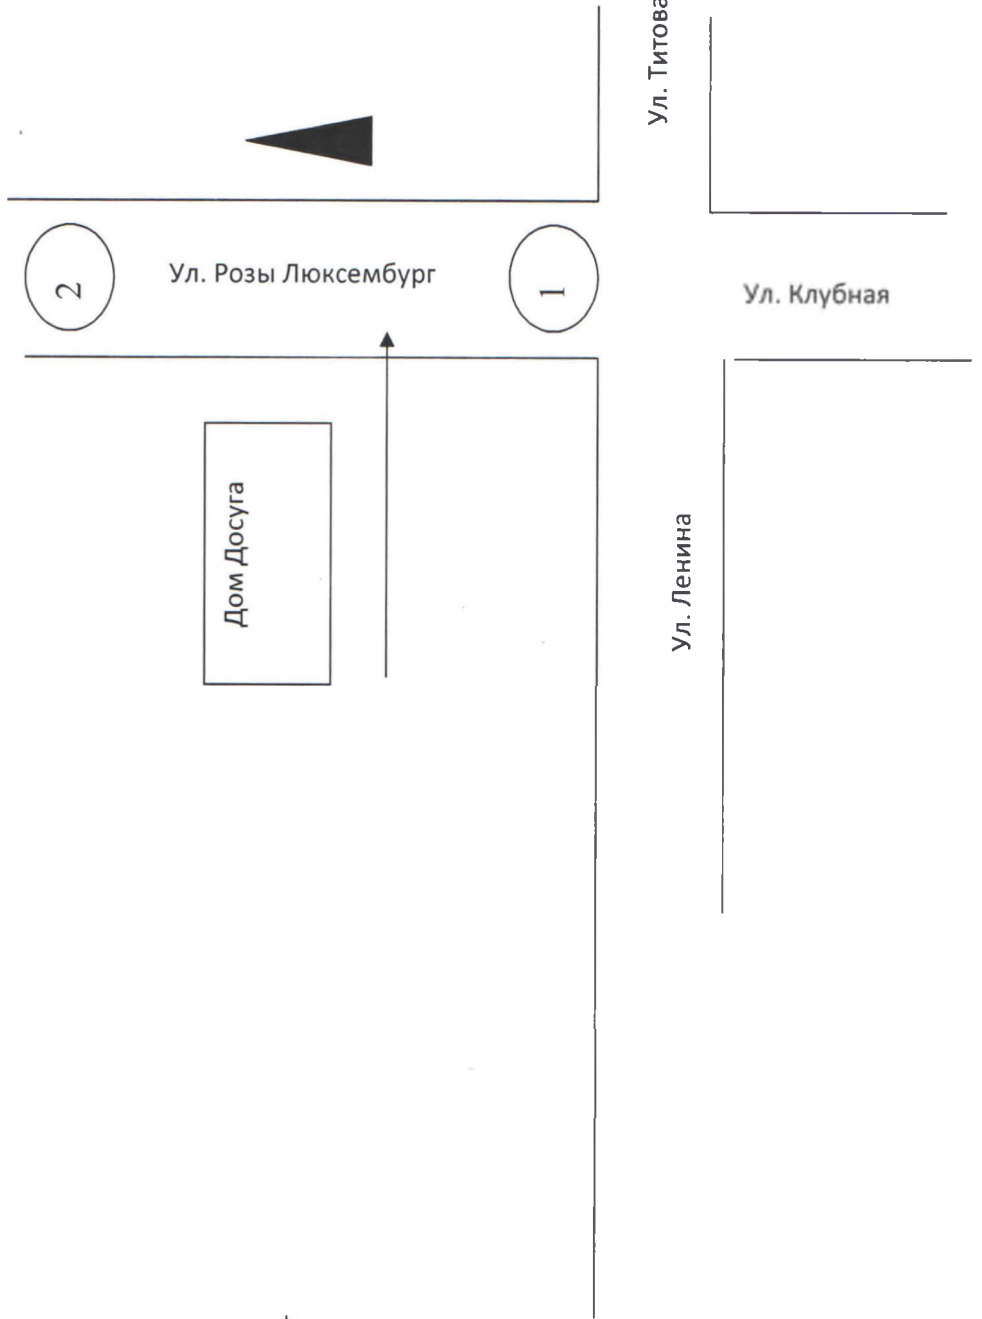 Ул. Титова
2
Ул. Розы Люксембург
1
Ул. Клубная
Дом Досуга
Ул. Ленина